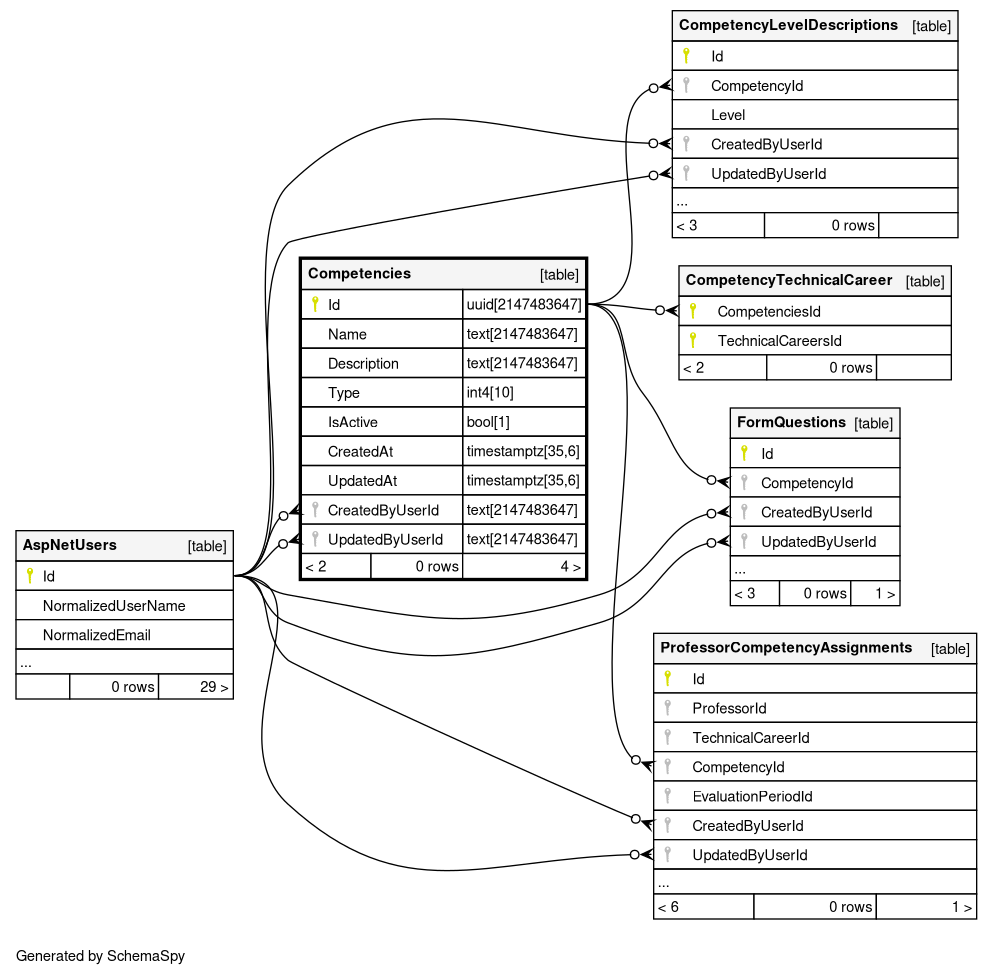 CompetencyLevelDescriptions [table]
Id
CompetencyId
Level
CreatedByUserId
UpdatedByUserId
...
< 3 0 rows
Competencies [table]
Id uuid[2147483647]
Name text[2147483647]
Description text[2147483647]
Type int4[10]
IsActive bool[1]
CreatedAt timestamptz[35,6]
UpdatedAt timestamptz[35,6]
CreatedByUserId text[2147483647]
UpdatedByUserId text[2147483647]
< 2 0 rows 4 >
CompetencyTechnicalCareer [table]
CompetenciesId
TechnicalCareersId
< 2 0 rows
FormQuestions [table]
Id
CompetencyId
CreatedByUserId
UpdatedByUserId
...
< 3 0 rows 1 >
AspNetUsers [table]
Id
NormalizedUserName
NormalizedEmail
...
0 rows 29 >
ProfessorCompetencyAssignments [table]
Id
ProfessorId
TechnicalCareerId
CompetencyId
EvaluationPeriodId
CreatedByUserId
UpdatedByUserId
...
< 6 0 rows 1 >
Generated by SchemaSpy